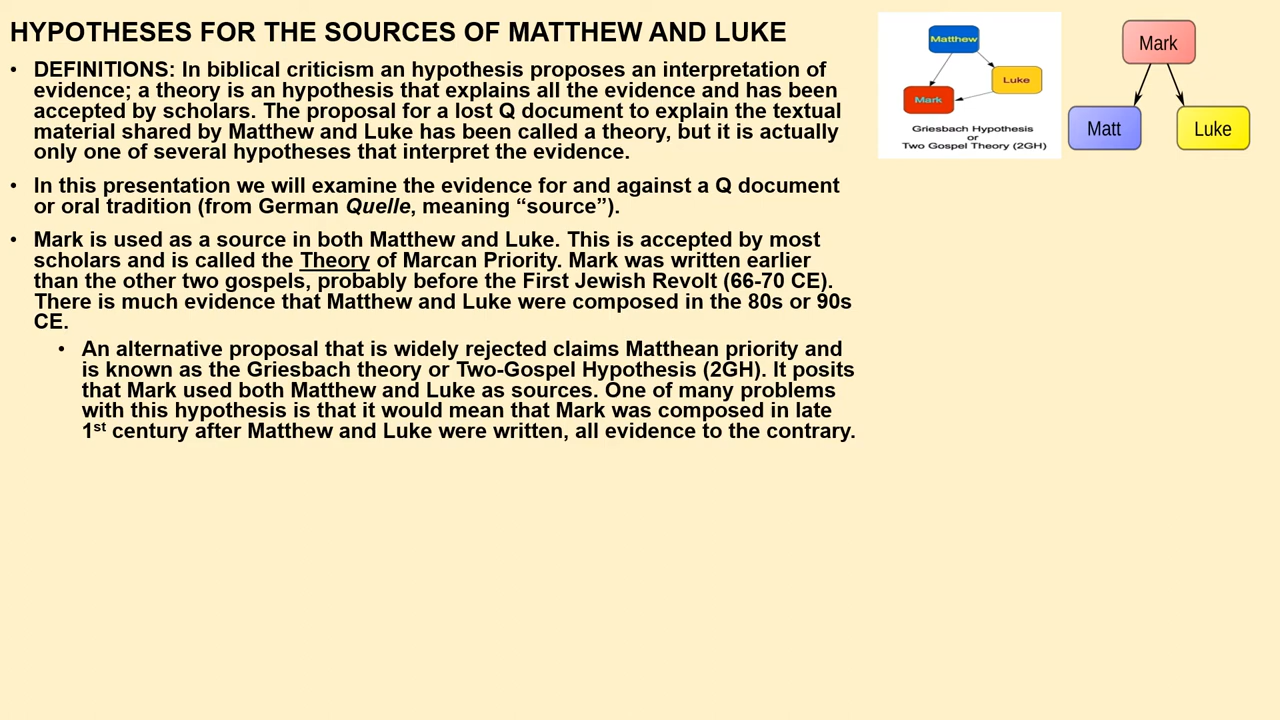 HYPOTHESES FOR THE SOURCES OF MATTHEW AND LUKE
• DEFINITIONS: In biblical criticism an hypothesis proposes an interpretation of
evidence; a theory is an hypothesis that explains all the evidence and has been
accepted by scholars. The proposal for a lost Q document to explain the textual
material shared by Matthew and Luke has been called a theory, but it is actually
only one of several hypotheses that interpret the evidence.
• In this presentation we will examine the evidence for and against a Q document
or oral tradition (from German Quelle, meaning “source”).
• Mark is used as a source in both Matthew and Luke. This is accepted by most
scholars and is called the Theory of Marcan Priority. Mark was written earlier
than the other two gospels, probably before the First Jewish Revolt (66-70 CE).
There is much evidence that Matthew and Luke were composed in the 80s or 90s
CE.
• An alternative proposal that is widely rejected claims Matthean priority and
is known as the Griesbach theory or Two-Gospel Hypothesis (2GH). It posits
that Mark used both Matthew and Luke as sources. One of many problems
with this hypothesis is that it would mean that Mark was composed in late
1st century after Matthew and Luke were written, all evidence to the contrary.
Matthew
Luke
Mark
Griesbach Hypothesis
or
Two Gospel Theory (2GH)
Mark
Matt
Luke